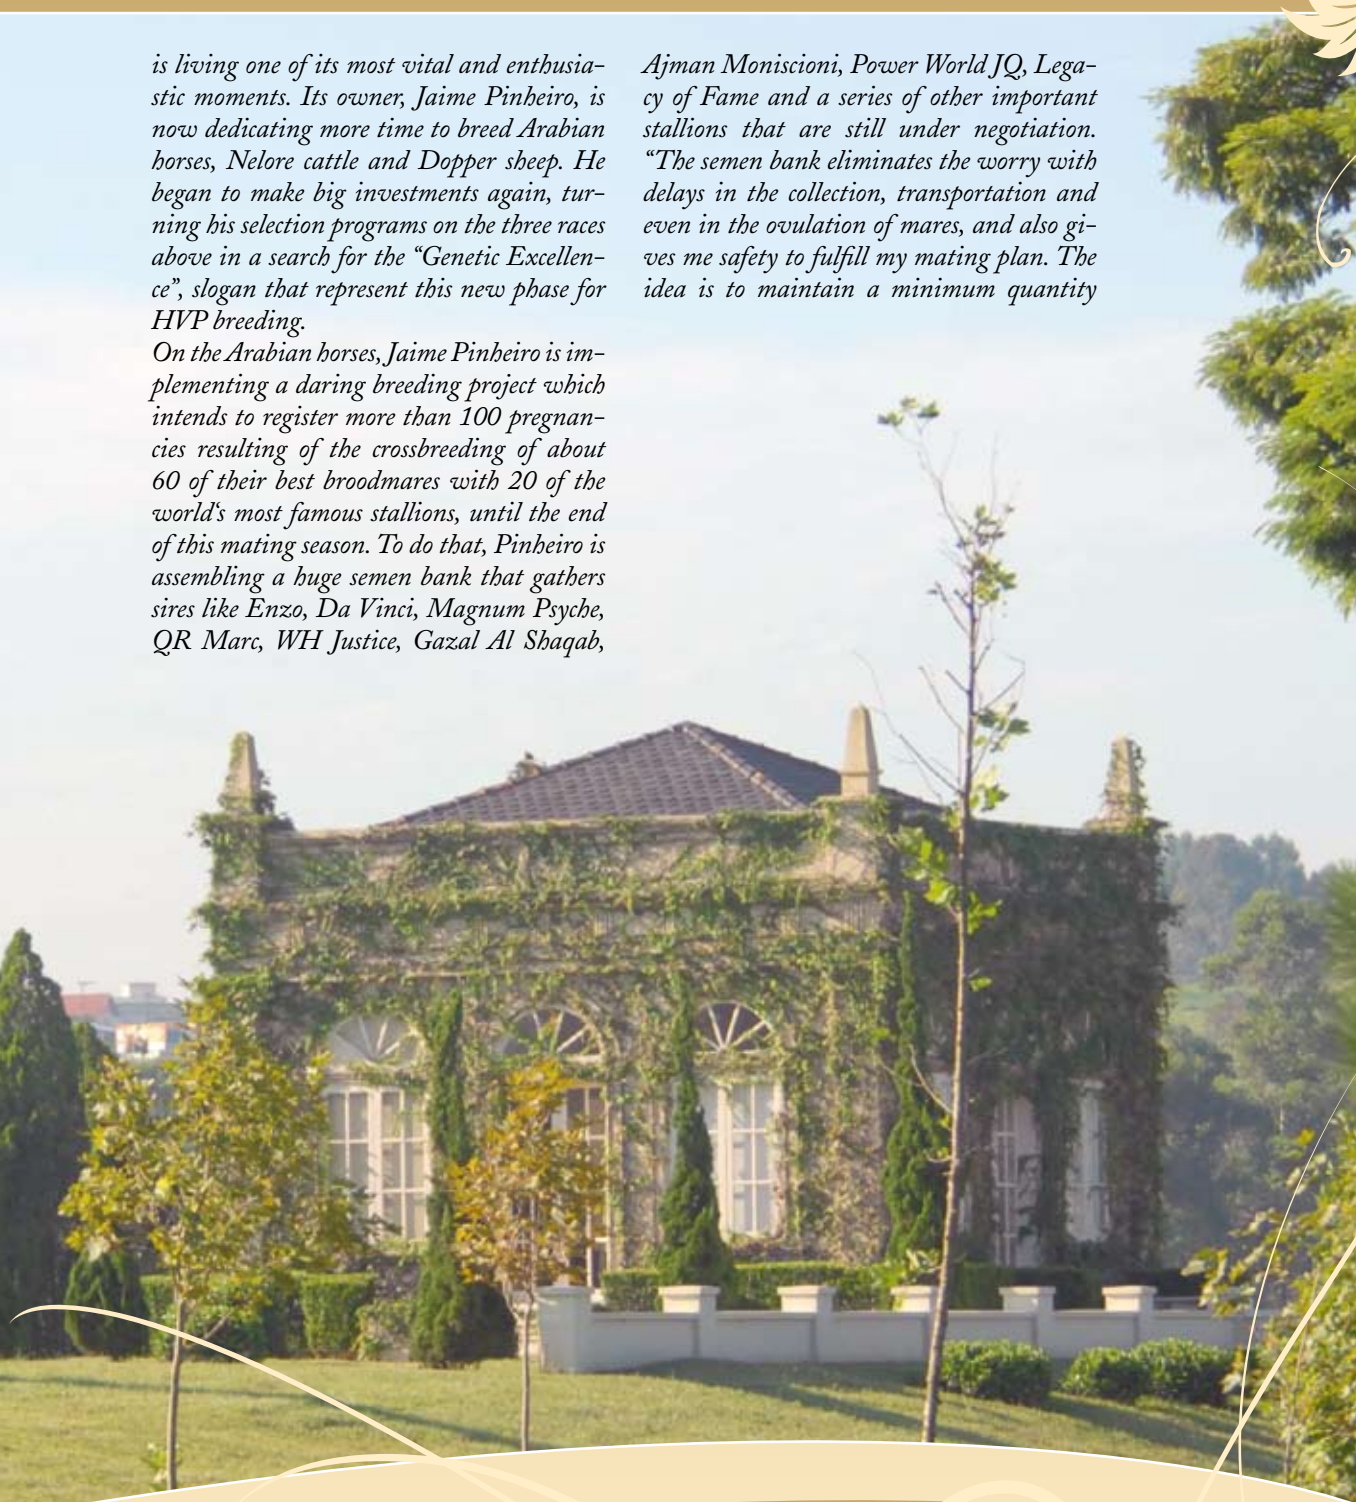 is living one of its most vital and enthusia-
stic moments. Its owner, Jaime Pinheiro, is
now dedicating more time to breed Arabian
horses, Nelore cattle and Dopper sheep. He
began to make big investments again, tur-
ning his selection programs on the three races
above in a search for the “Genetic Excellen-
ce”, slogan that represent this new phase for
HVP breeding.
On the Arabian horses, Jaime Pinheiro is im-
plementing a daring breeding project which
intends to register more than 100 pregnan-
cies resulting of the crossbreeding of about
60 of their best broodmares with 20 of the
world‘s most famous stallions, until the end
of this mating season. To do that, Pinheiro is
assembling a huge semen bank that gathers
sires like Enzo, Da Vinci, Magnum Psyche,
QR Marc, WH Justice, Gazal Al Shaqab,
Ajman Moniscioni, Power World JQ, Lega-
cy of Fame and a series of other important
stallions that are still under negotiation.
“The semen bank eliminates the worry with
delays in the collection, transportation and
even in the ovulation of mares, and also gi-
ves me safety to fulfill my mating plan. The
idea is to maintain a minimum quantity